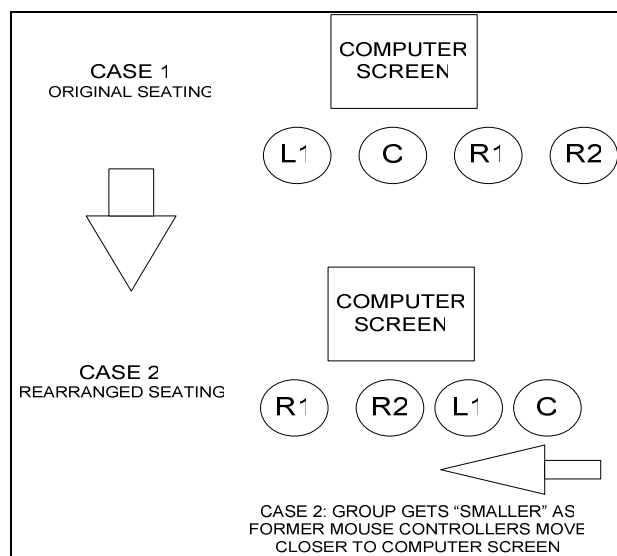 COMPUTER
SCREEN
CASE 1
ORIGINAL SEATING
L1 C R1 R2
COMPUTER
SCREEN
CASE 2
REARRANGED SEATING
R1 R2 L1 C
CASE 2: GROUP GETS "SMALLER" AS
FORMER MOUSE CONTROLLERS MOVE
CLOSER TO COMPUTER SCREEN